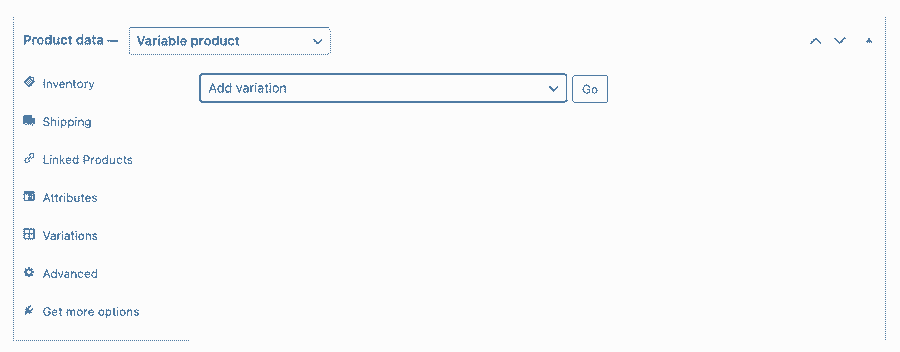 Product data — Variable product
Inventory
Add variation
Go
Shipping
Linked Products
Attributes
Variations
Advanced
Get more options